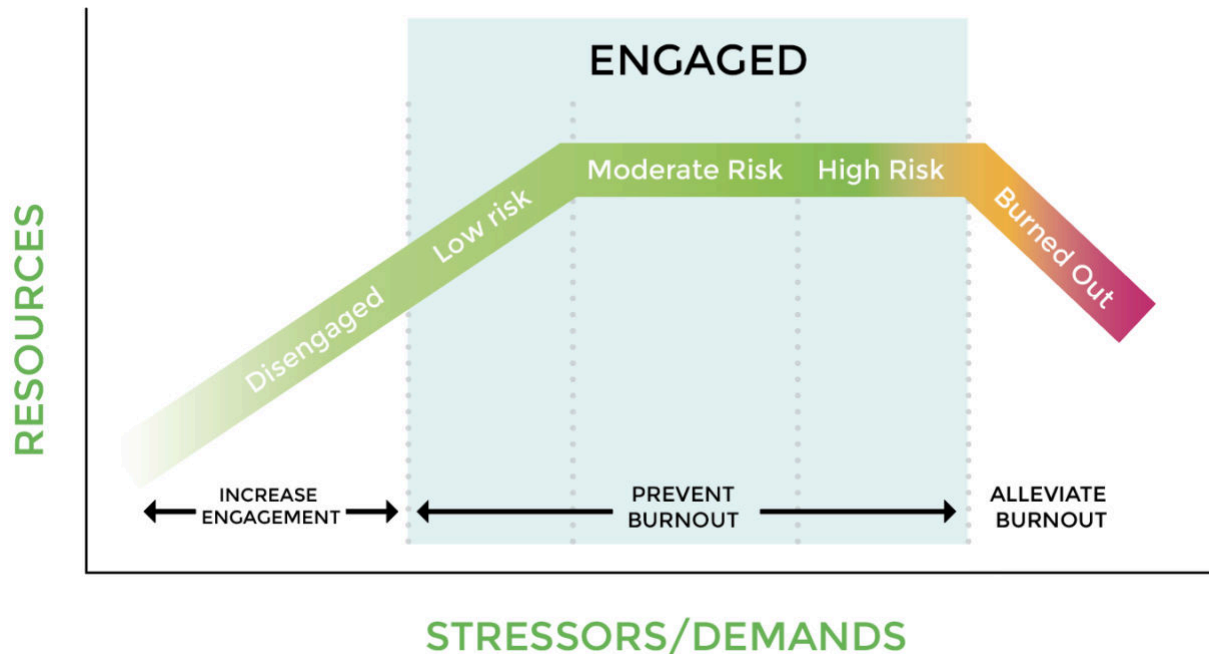 ENGAGED
Moderate Risk
High Risk
Low risk
Burned Out
Disengaged
RESOURCES
INCREASE
ENGAGEMENT
PREVENT
BURNOUT
ALLEVIATE
BURNOUT
STRESSORS/DEMANDS